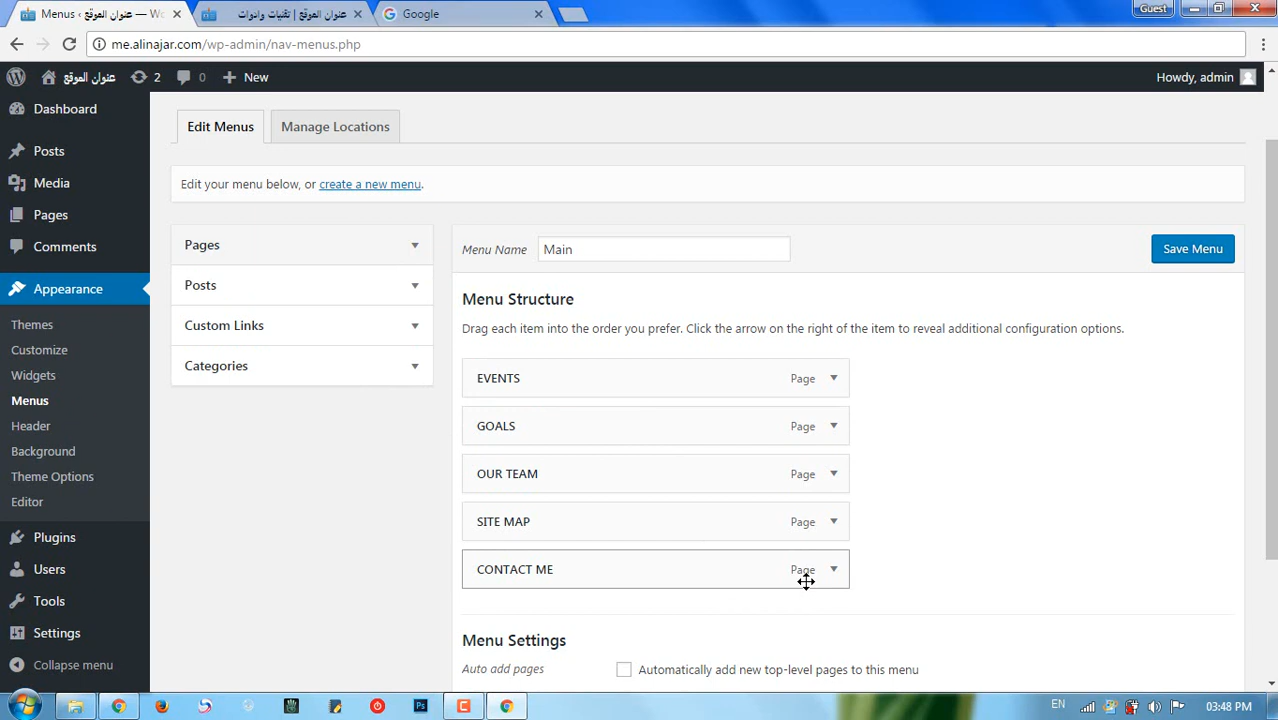 Menus ‹ عنوان الموقع — Wo
عنوان الموقع | تقنيات وادوات
Google
Guest
me.alinajar.com/wp-admin/nav-menus.php
عنوان الموقع
2
0
New
Howdy, admin
Dashboard
Posts
Media
Pages
Comments
Appearance
Themes
Customize
Widgets
Menus
Header
Background
Theme Options
Editor
Plugins
Users
Tools
Settings
Collapse menu
Edit Menus
Manage Locations
Edit your menu below, or create a new menu.
Pages
Posts
Custom Links
Categories
Menu Name
Main
Save Menu
Menu Structure
Drag each item into the order you prefer. Click the arrow on the right of the item to reveal additional configuration options.
EVENTS Page
GOALS Page
OUR TEAM Page
SITE MAP Page
CONTACT ME Page
Menu Settings
Auto add pages
Automatically add new top-level pages to this menu
Ps
EN
03:48 PM